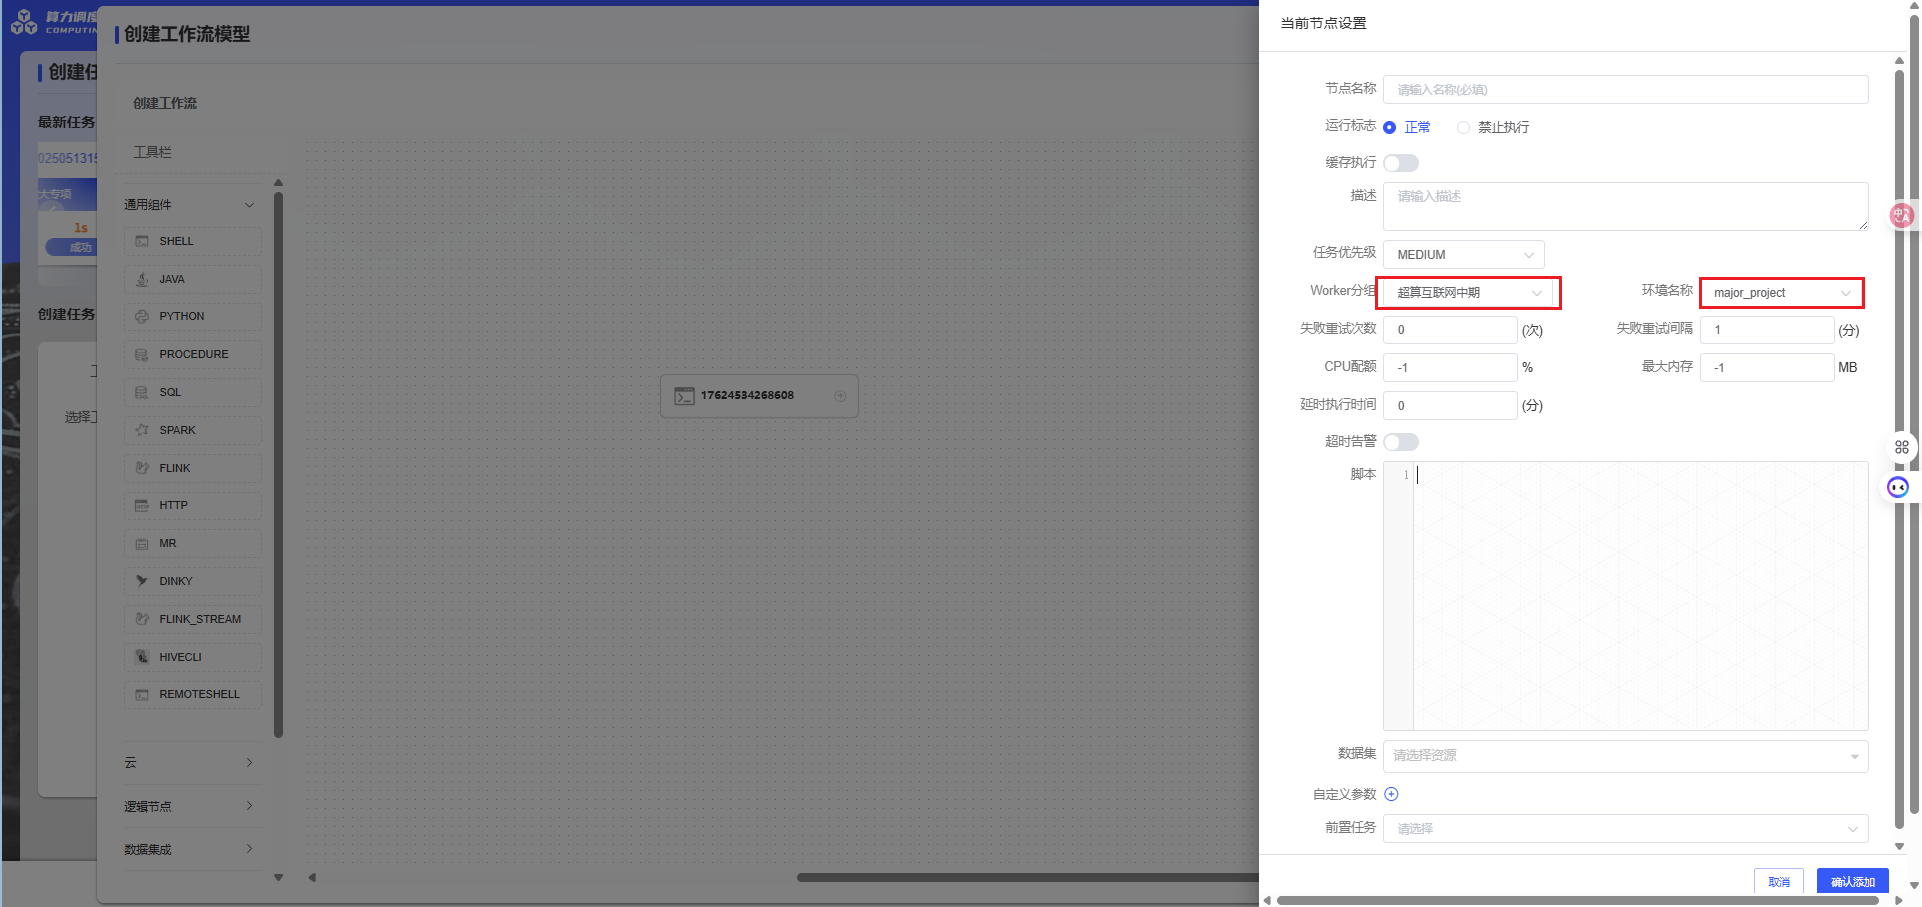 算力调度
COMPUTIN
创建任
最新任务
025051315
大专项
1s
成功
创建任务
工
选择工
创建工作流模型
创建工作流
工具栏
通用组件
SHELL
JAVA
PYTHON
PROCEDURE
SQL
SPARK
FLINK
HTTP
MR
DINKY
FLINK_STREAM
HIVECLI
REMOTESHELL
云
逻辑节点
数据集成
17624534268608
当前节点设置
节点名称 请输入名称(必填)
运行标志 正常 禁止执行
缓存执行
描述 请输入描述
任务优先级 MEDIUM
Worker分组 超算互联网中期 环境名称 major_project
失败重试次数 0 (次) 失败重试间隔 1 (分)
CPU配额 -1 % 最大内存 -1 MB
延时执行时间 0 (分)
超时告警
脚本 1
数据集 请选择资源
自定义参数
前置任务 请选择
取消 确认添加